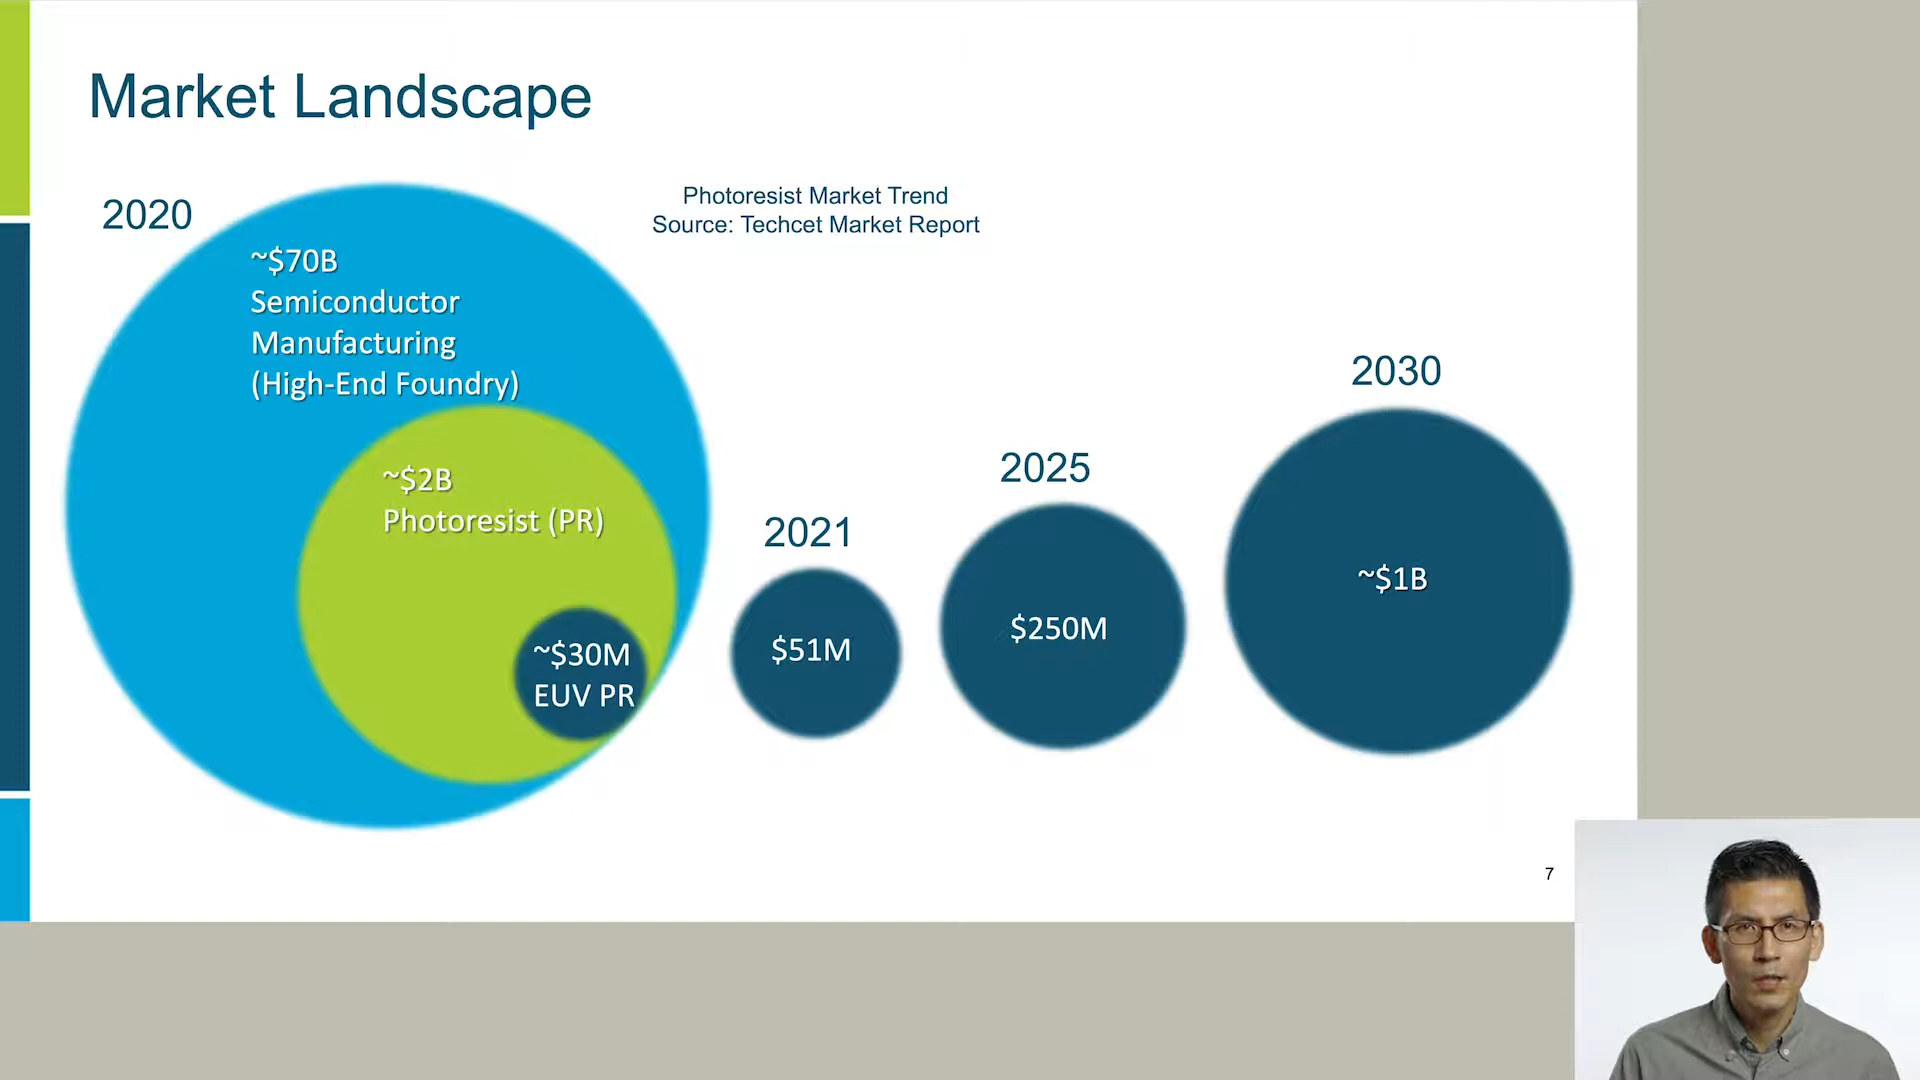 Market Landscape
2020
~$70B
Semiconductor
Manufacturing
(High-End Foundry)
~$2B
Photoresist (PR)
~$30M
EUV PR
Photoresist Market Trend
Source: Techcet Market Report
2021
$51M
2025
$250M
2030
~$1B
7